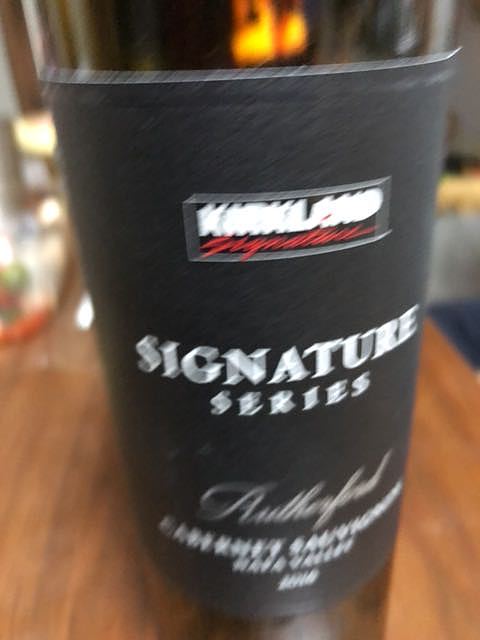 KIRKLAND
Signature
SIGNATURE
SERIES
Rutherford
CABERNET SAUVIGNON
NAPA VALLEY